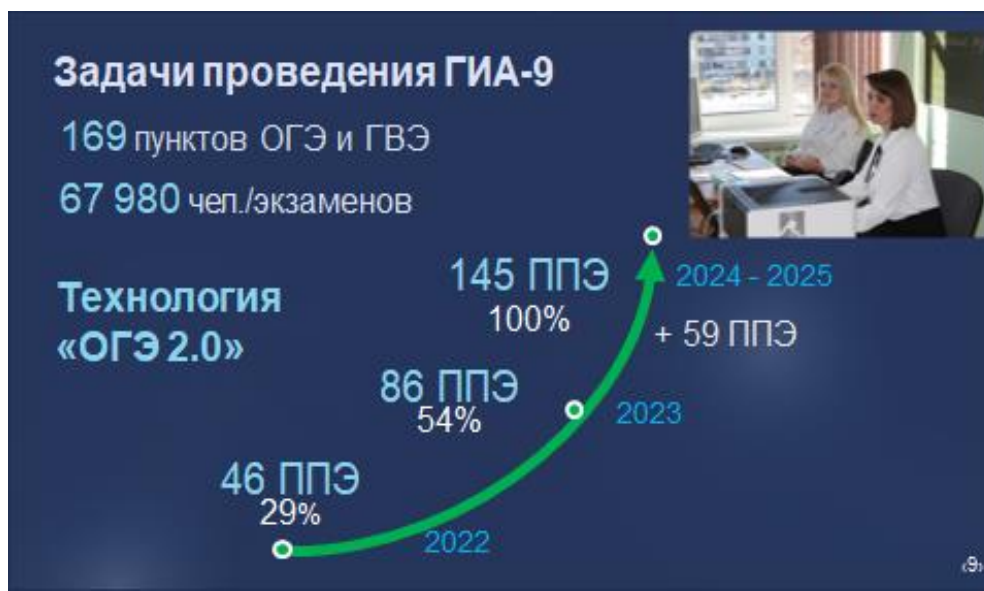 Задачи проведения ГИА-9
169 пунктов ОГЭ и ГВЭ
67 980 чел./экзаменов
Технология
«ОГЭ 2.0»
145 ППЭ
100%
2024 - 2025
+ 59 ППЭ
86 ППЭ
54%
2023
46 ППЭ
29%
2022
‹9›